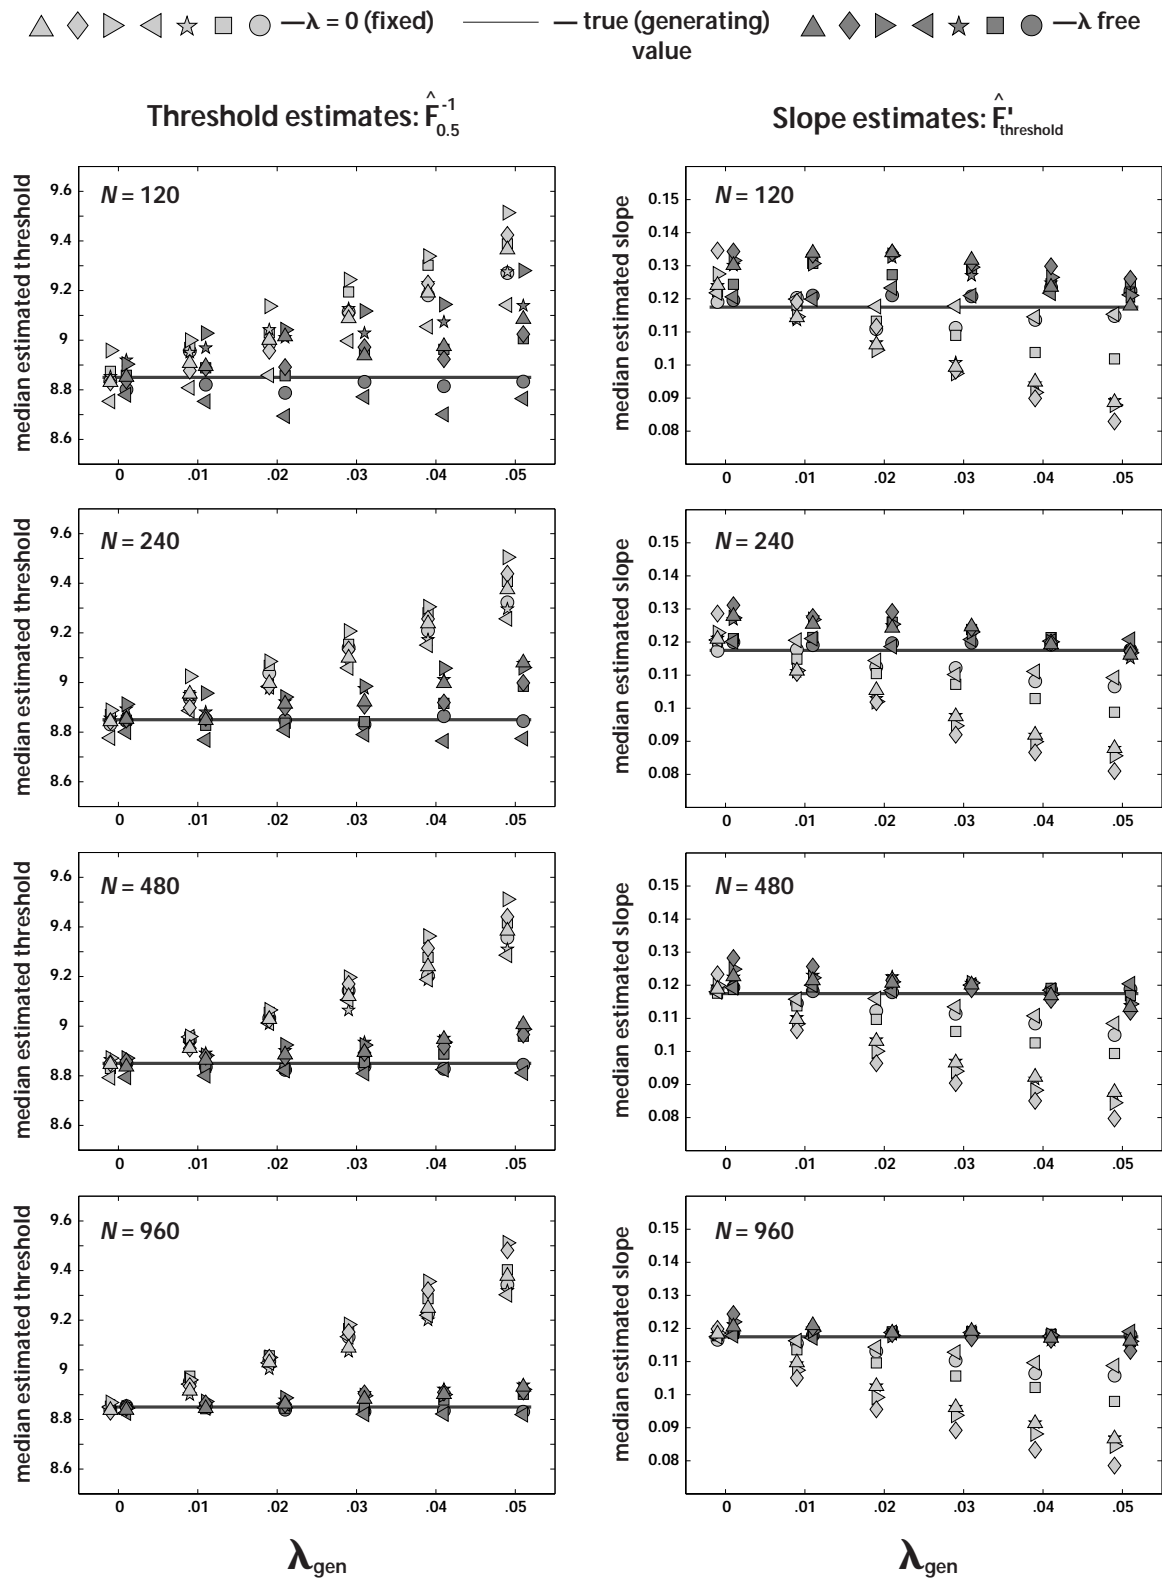 —λ = 0 (fixed) — true (generating) value —λ free
Threshold estimates: F̂⁻¹₀.₅
Slope estimates: F̂'threshold
N = 120
median estimated threshold
9.6
9.4
9.2
9
8.8
8.6
0 .01 .02 .03 .04 .05
N = 120
median estimated slope
0.15
0.14
0.13
0.12
0.11
0.1
0.09
0.08
0 .01 .02 .03 .04 .05
N = 240
median estimated threshold
9.6
9.4
9.2
9
8.8
8.6
0 .01 .02 .03 .04 .05
N = 240
median estimated slope
0.15
0.14
0.13
0.12
0.11
0.1
0.09
0.08
0 .01 .02 .03 .04 .05
N = 480
median estimated threshold
9.6
9.4
9.2
9
8.8
8.6
0 .01 .02 .03 .04 .05
N = 480
median estimated slope
0.15
0.14
0.13
0.12
0.11
0.1
0.09
0.08
0 .01 .02 .03 .04 .05
N = 960
median estimated threshold
9.6
9.4
9.2
9
8.8
8.6
0 .01 .02 .03 .04 .05
N = 960
median estimated slope
0.15
0.14
0.13
0.12
0.11
0.1
0.09
0.08
0 .01 .02 .03 .04 .05
λgen
λgen